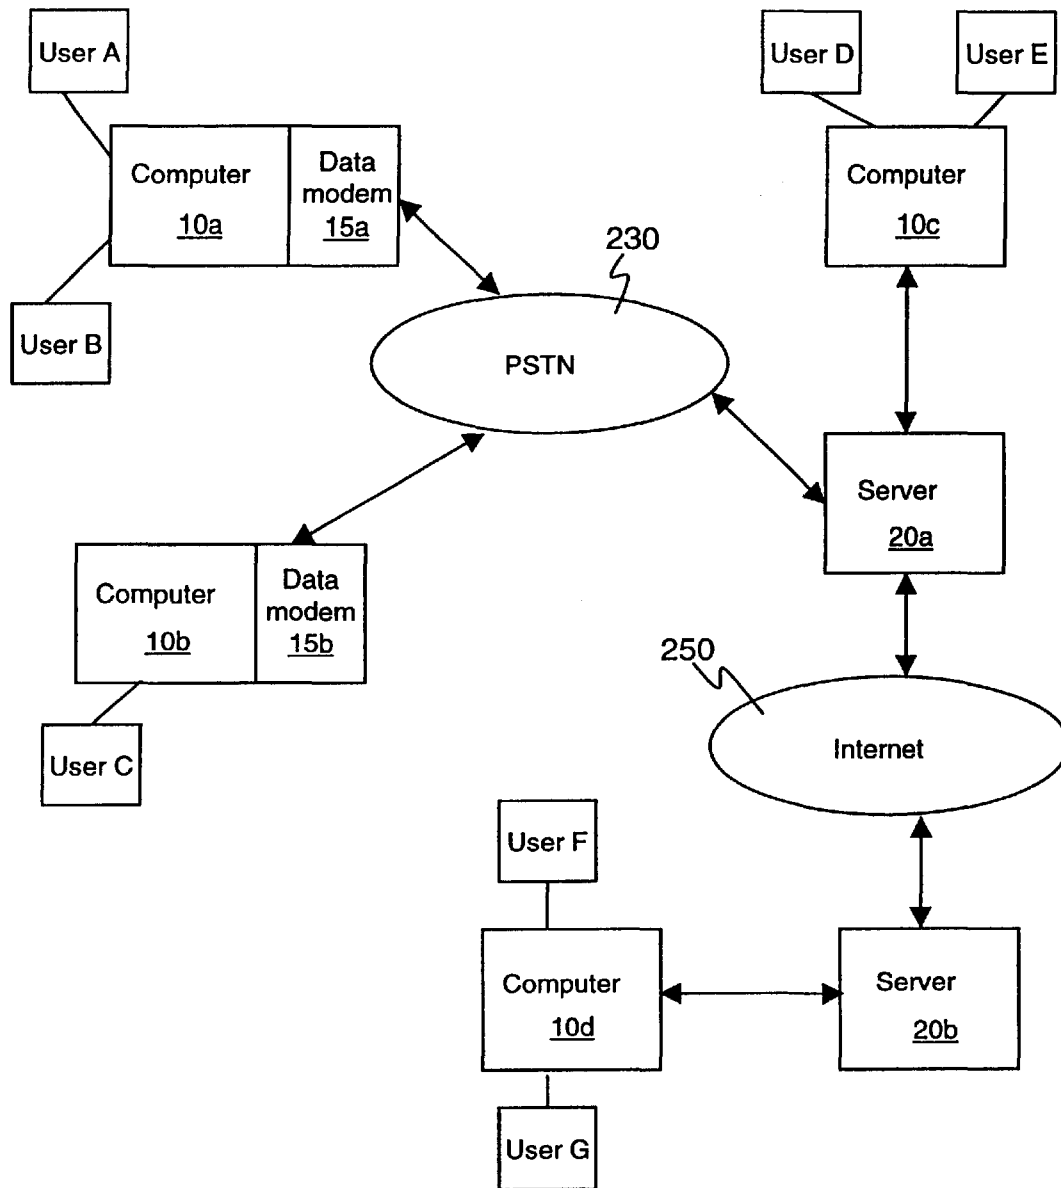 User A
User D
User E
Computer
10a
Data
modem
15a
Computer
10c
230
User B
PSTN
Server
20a
Computer
10b
Data
modem
15b
250
User C
Internet
User F
Computer
10d
Server
20b
User G